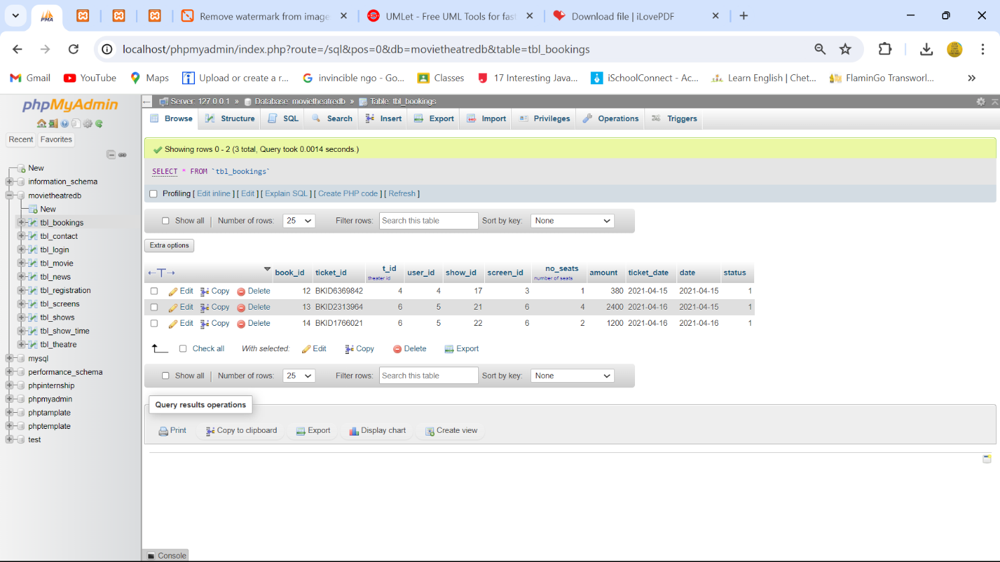 PMA
Remove watermark from image
UMLet - Free UML Tools for fast
Download file | iLovePDF
localhost/phpmyadmin/index.php?route=/sql&pos=0&db=movietheatredb&table=tbl_bookings
Gmail YouTube Maps Upload or create a r... invincible ngo - Go... Classes 17 Interesting Java... iSchoolConnect - Ac... Learn English | Chet... FlaminGo Transworl...
phpMyAdmin
Recent Favorites
New
information_schema
movietheatredb
New
tbl_bookings
tbl_contact
tbl_login
tbl_movie
tbl_news
tbl_registration
tbl_screens
tbl_shows
tbl_show_time
tbl_theatre
mysql
performance_schema
phpinternship
phpmyadmin
phptamplate
phptemplate
test
Server: 127.0.0.1 » Database: movietheatredb » Table: tbl_bookings
Browse Structure SQL Search Insert Export Import Privileges Operations Triggers
Showing rows 0 - 2 (3 total, Query took 0.0014 seconds.)
SELECT * FROM `tbl_bookings`
Profiling [ Edit inline ] [ Edit ] [ Explain SQL ] [ Create PHP code ] [ Refresh ]
Show all | Number of rows: 25 Filter rows: Search this table Sort by key: None
Extra options
←T→ book_id ticket_id t_id user_id show_id screen_id no_seats amount ticket_date date status
theater id number of seats
Edit Copy Delete 12 BKID6369842 4 4 17 3 1 380 2021-04-15 2021-04-15 1
Edit Copy Delete 13 BKID2313964 6 5 21 6 4 2400 2021-04-16 2021-04-15 1
Edit Copy Delete 14 BKID1766021 6 5 22 6 2 1200 2021-04-16 2021-04-16 1
Check all With selected: Edit Copy Delete Export
Show all | Number of rows: 25 Filter rows: Search this table Sort by key: None
Query results operations
Print Copy to clipboard Export Display chart Create view
Console